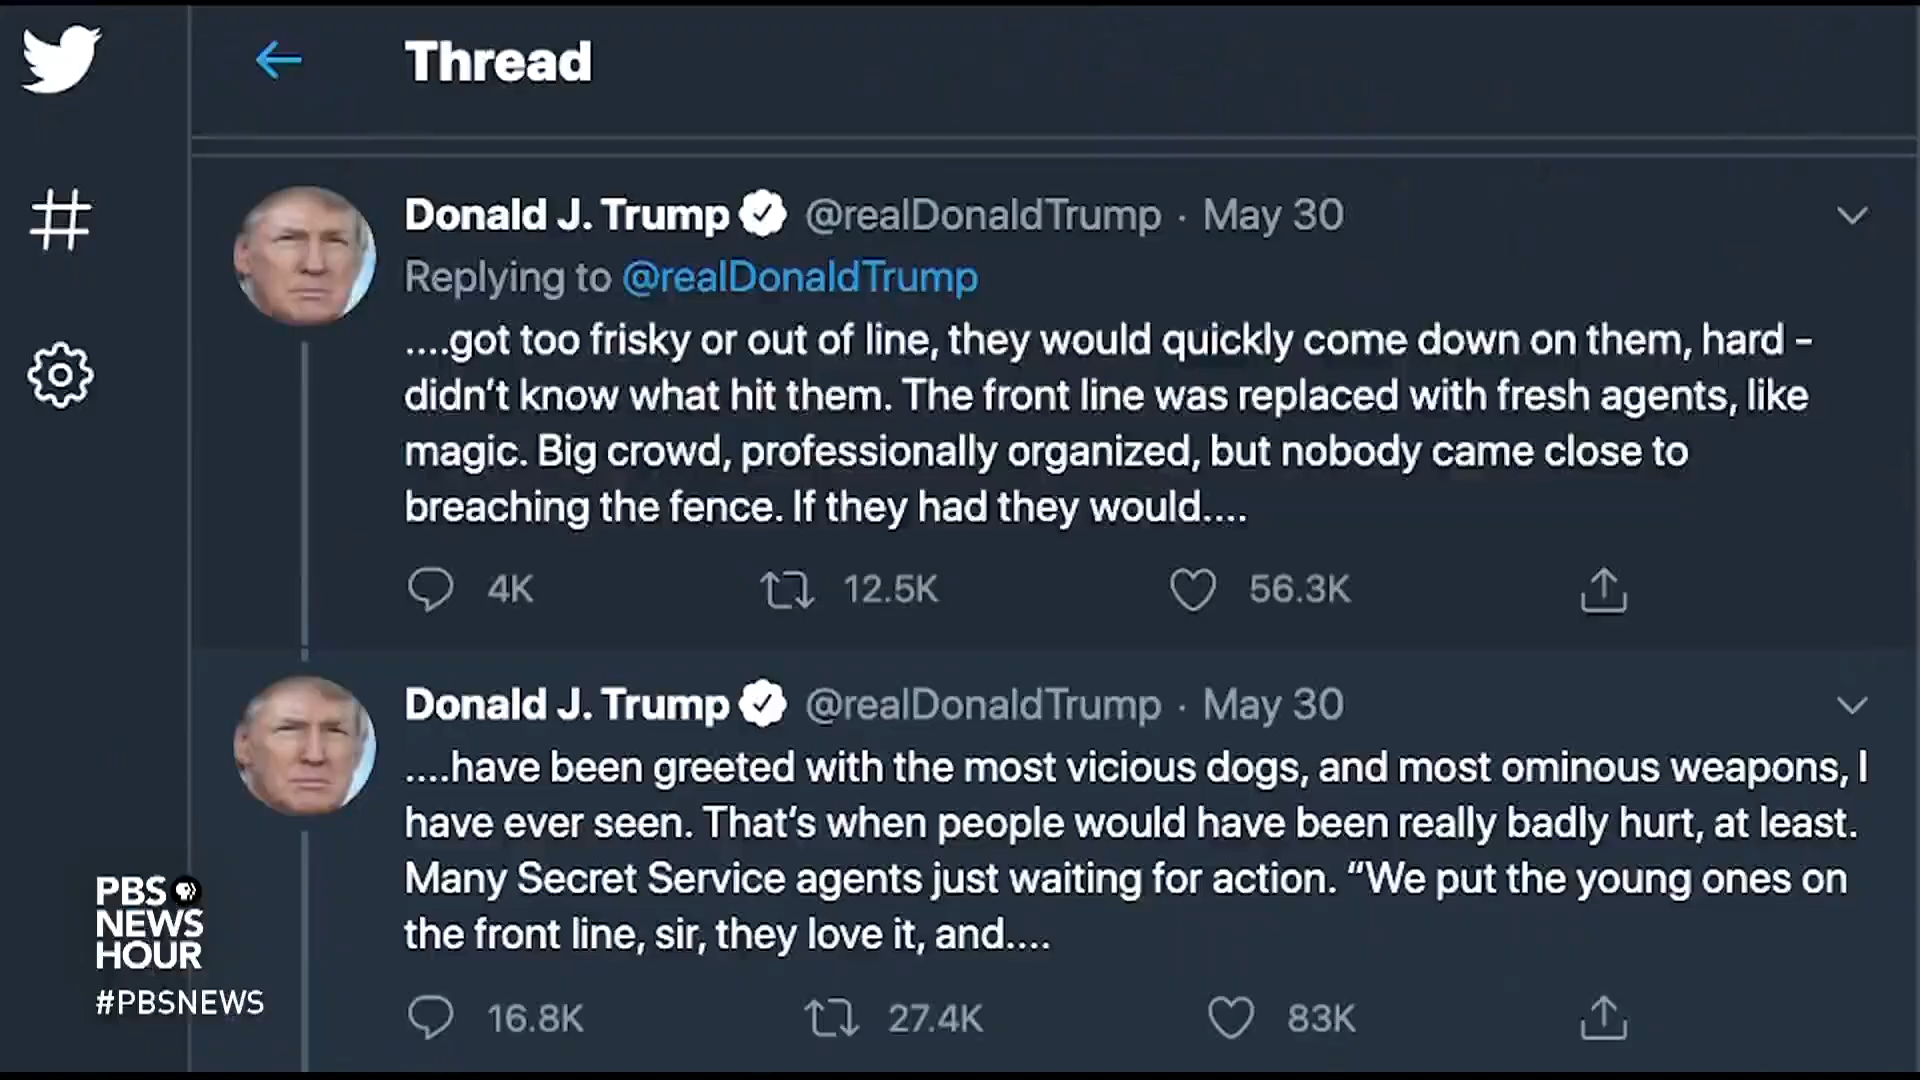 Thread
Donald J. Trump @realDonaldTrump · May 30
Replying to @realDonaldTrump
....got too frisky or out of line, they would quickly come down on them, hard –
didn’t know what hit them. The front line was replaced with fresh agents, like
magic. Big crowd, professionally organized, but nobody came close to
breaching the fence. If they had they would....
4K 12.5K 56.3K
Donald J. Trump @realDonaldTrump · May 30
....have been greeted with the most vicious dogs, and most ominous weapons, I
have ever seen. That’s when people would have been really badly hurt, at least.
Many Secret Service agents just waiting for action. “We put the young ones on
the front line, sir, they love it, and....
16.8K 27.4K 83K
PBS
NEWS
HOUR
#PBSNEWS